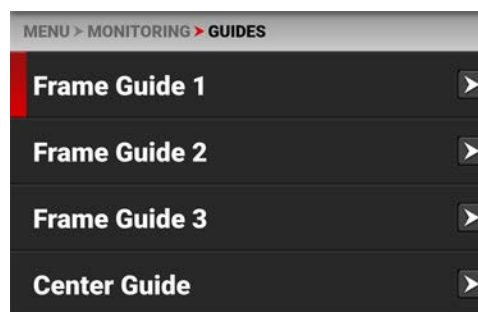 MENU > MONITORING > GUIDES
Frame Guide 1
Frame Guide 2
Frame Guide 3
Center Guide